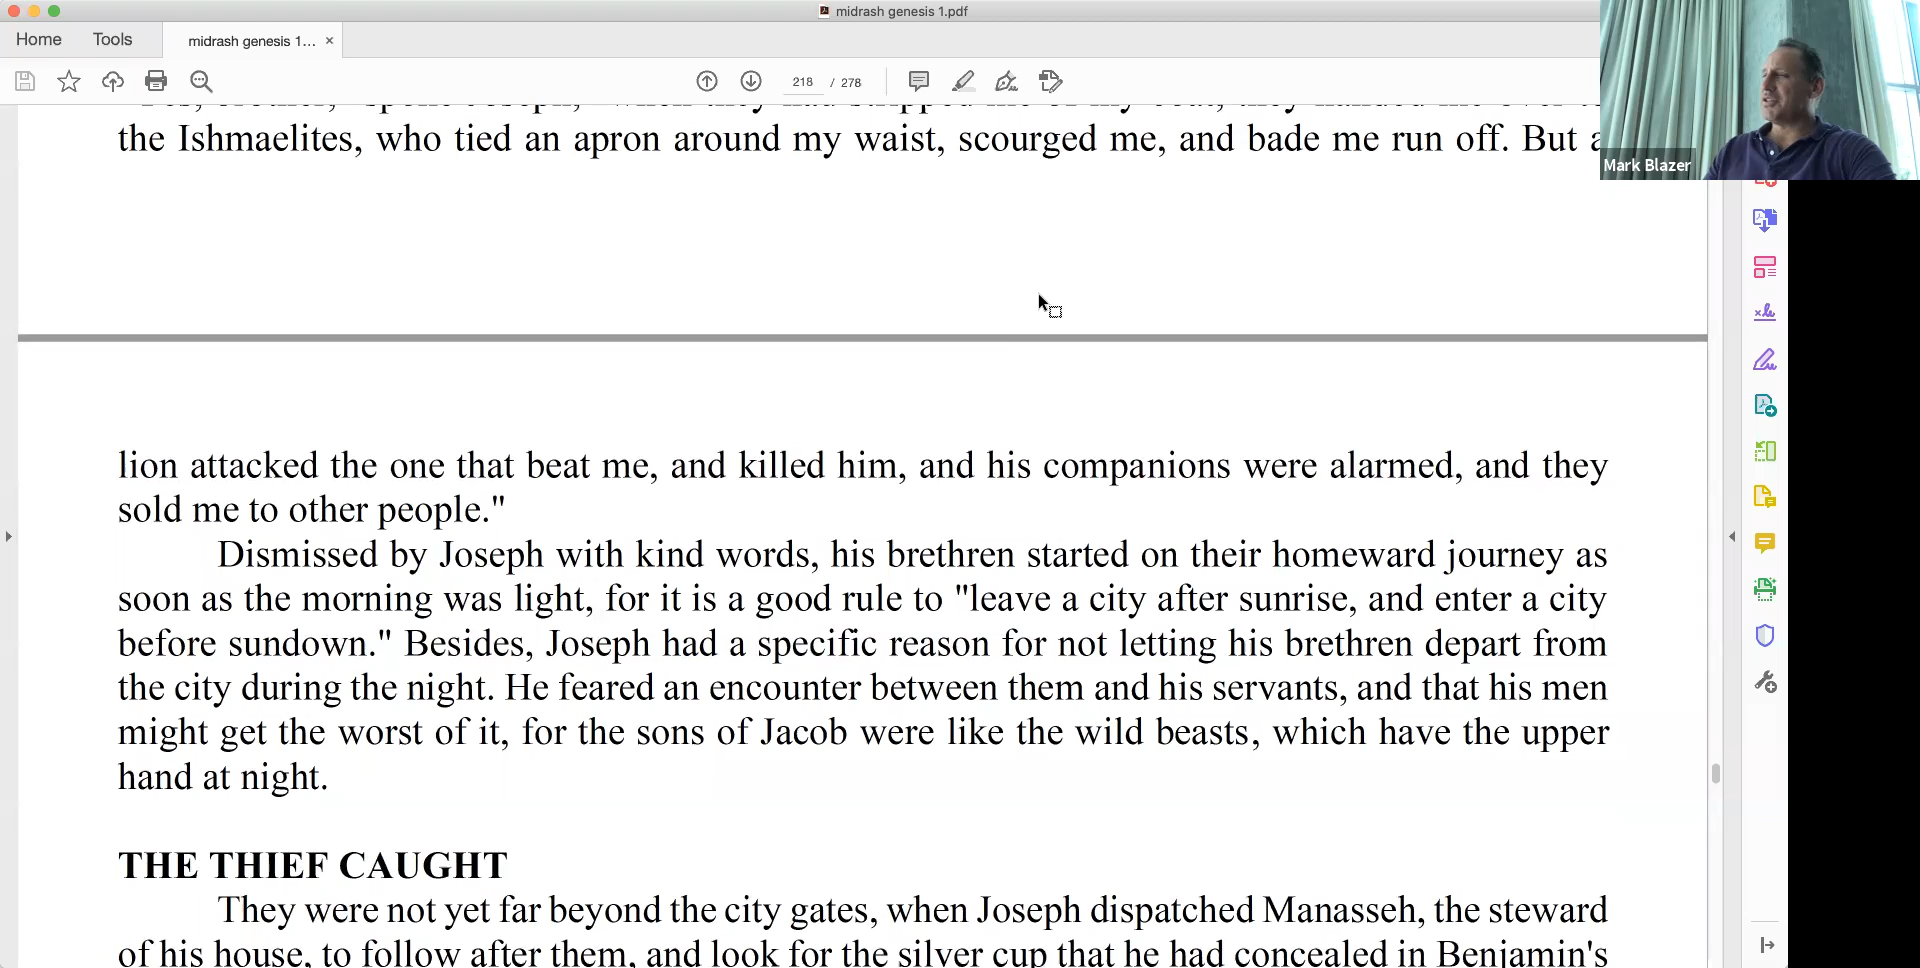 midrash genesis 1.pdf
Home
Tools
midrash genesis 1...
218 / 278
Mark Blazer
the Ishmaelites, who tied an apron around my waist, scourged me, and bade me run off. But a
lion attacked the one that beat me, and killed him, and his companions were alarmed, and they
sold me to other people."
Dismissed by Joseph with kind words, his brethren started on their homeward journey as
soon as the morning was light, for it is a good rule to "leave a city after sunrise, and enter a city
before sundown." Besides, Joseph had a specific reason for not letting his brethren depart from
the city during the night. He feared an encounter between them and his servants, and that his men
might get the worst of it, for the sons of Jacob were like the wild beasts, which have the upper
hand at night.
THE THIEF CAUGHT
They were not yet far beyond the city gates, when Joseph dispatched Manasseh, the steward
of his house, to follow after them, and look for the silver cup that he had concealed in Benjamin's